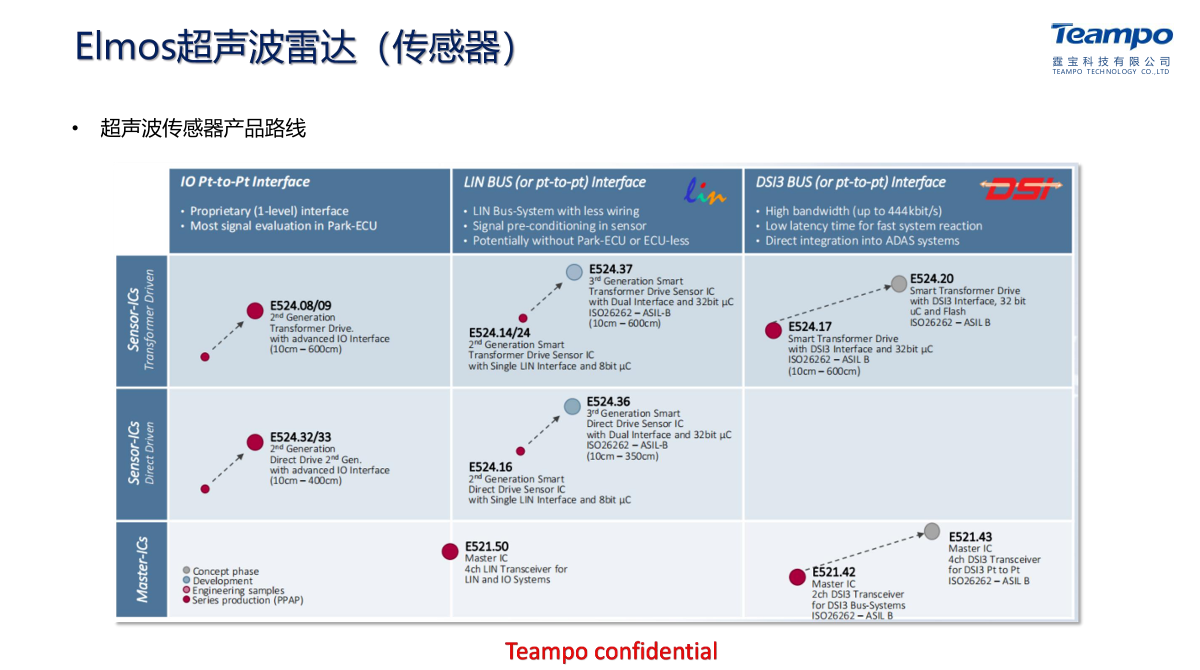 Elmos超声波雷达（传感器）
Teampo
霆宝科技有限公司
TEAMPO TECHNOLOGY CO.,LTD
• 超声波传感器产品路线
IO Pt-to-Pt Interface
• Proprietary (1-level) interface
• Most signal evaluation in Park-ECU
LIN BUS (or pt-to-pt) Interface
lin
• LIN Bus-System with less wiring
• Signal pre-conditioning in sensor
• Potentially without Park-ECU or ECU-less
DSI3 BUS (or pt-to-pt) Interface
DSI
• High bandwidth (up to 444kbit/s)
• Low latency time for fast system reaction
• Direct integration into ADAS systems
Sensor-ICs
Transformer Driven
E524.08/09
2nd Generation
Transformer Drive.
with advanced IO Interface
(10cm – 600cm)
E524.37
3rd Generation Smart
Transformer Drive Sensor IC
with Dual Interface and 32bit µC
ISO26262 – ASIL-B
(10cm – 600cm)
E524.14/24
2nd Generation Smart
Transformer Drive Sensor IC
with Single LIN Interface and 8bit µC
E524.20
Smart Transformer Drive
with DSI3 Interface, 32 bit
uC and Flash
ISO26262 – ASIL B
E524.17
Smart Transformer Drive
with DSI3 Interface and 32bit µC
ISO26262 – ASIL B
(10cm – 600cm)
Sensor-ICs
Direct Driven
E524.32/33
2nd Generation
Direct Drive 2nd Gen.
with advanced IO Interface
(10cm – 400cm)
E524.36
3rd Generation Smart
Direct Drive Sensor IC
with Dual Interface and 32bit µC
ISO26262 – ASIL-B
(10cm – 350cm)
E524.16
2nd Generation Smart
Direct Drive Sensor IC
with Single LIN Interface and 8bit µC
Master-ICs
Concept phase
Development
Engineering samples
Series production (PPAP)
E521.50
Master IC
4ch LIN Transceiver for
LIN and IO Systems
E521.42
Master IC
2ch DSI3 Transceiver
for DSI3 Bus-Systems
ISO26262 – ASIL B
E521.43
Master IC
4ch DSI3 Transceiver
for DSI3 Pt to Pt
ISO26262 – ASIL B
Teampo confidential